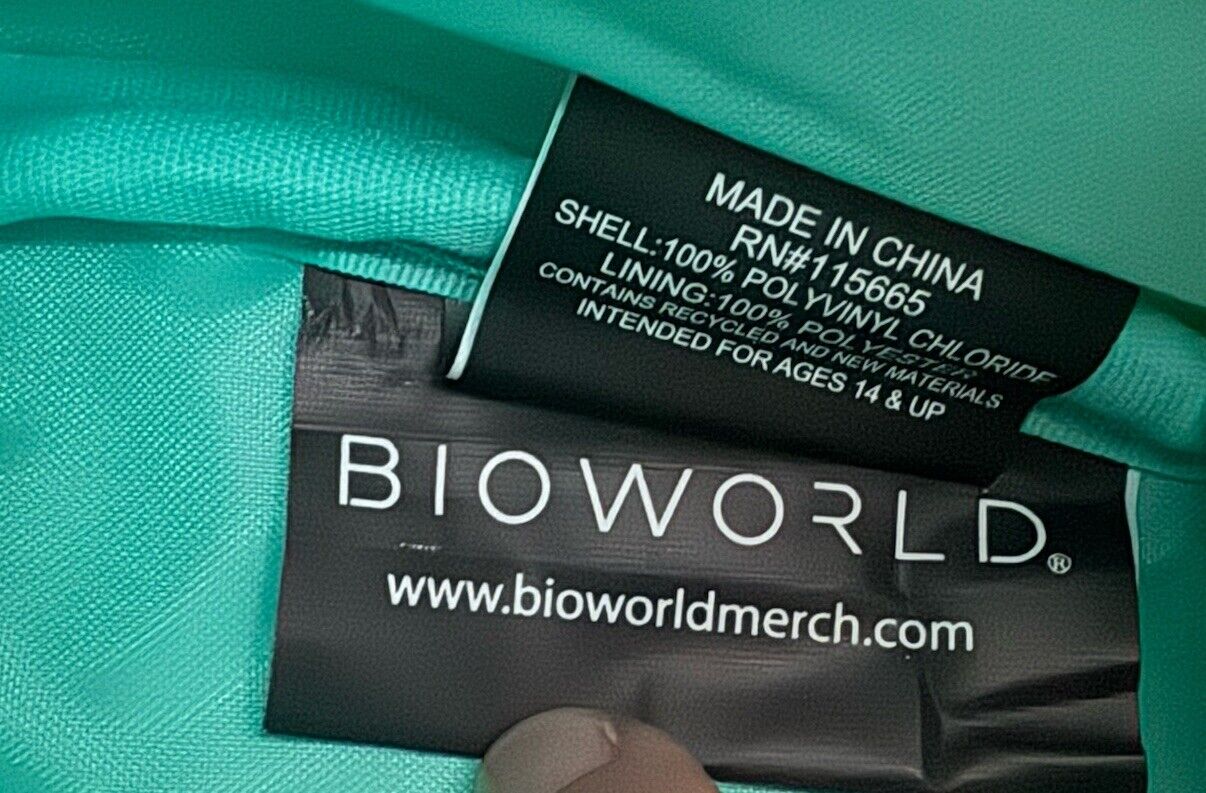 MADE IN CHINA
RN#115665
SHELL:100% POLYVINYL CHLORIDE
LINING:100% POLYESTER
CONTAINS RECYCLED AND NEW MATERIALS
INTENDED FOR AGES 14 & UP
BIOWORLD®
www.bioworldmerch.com